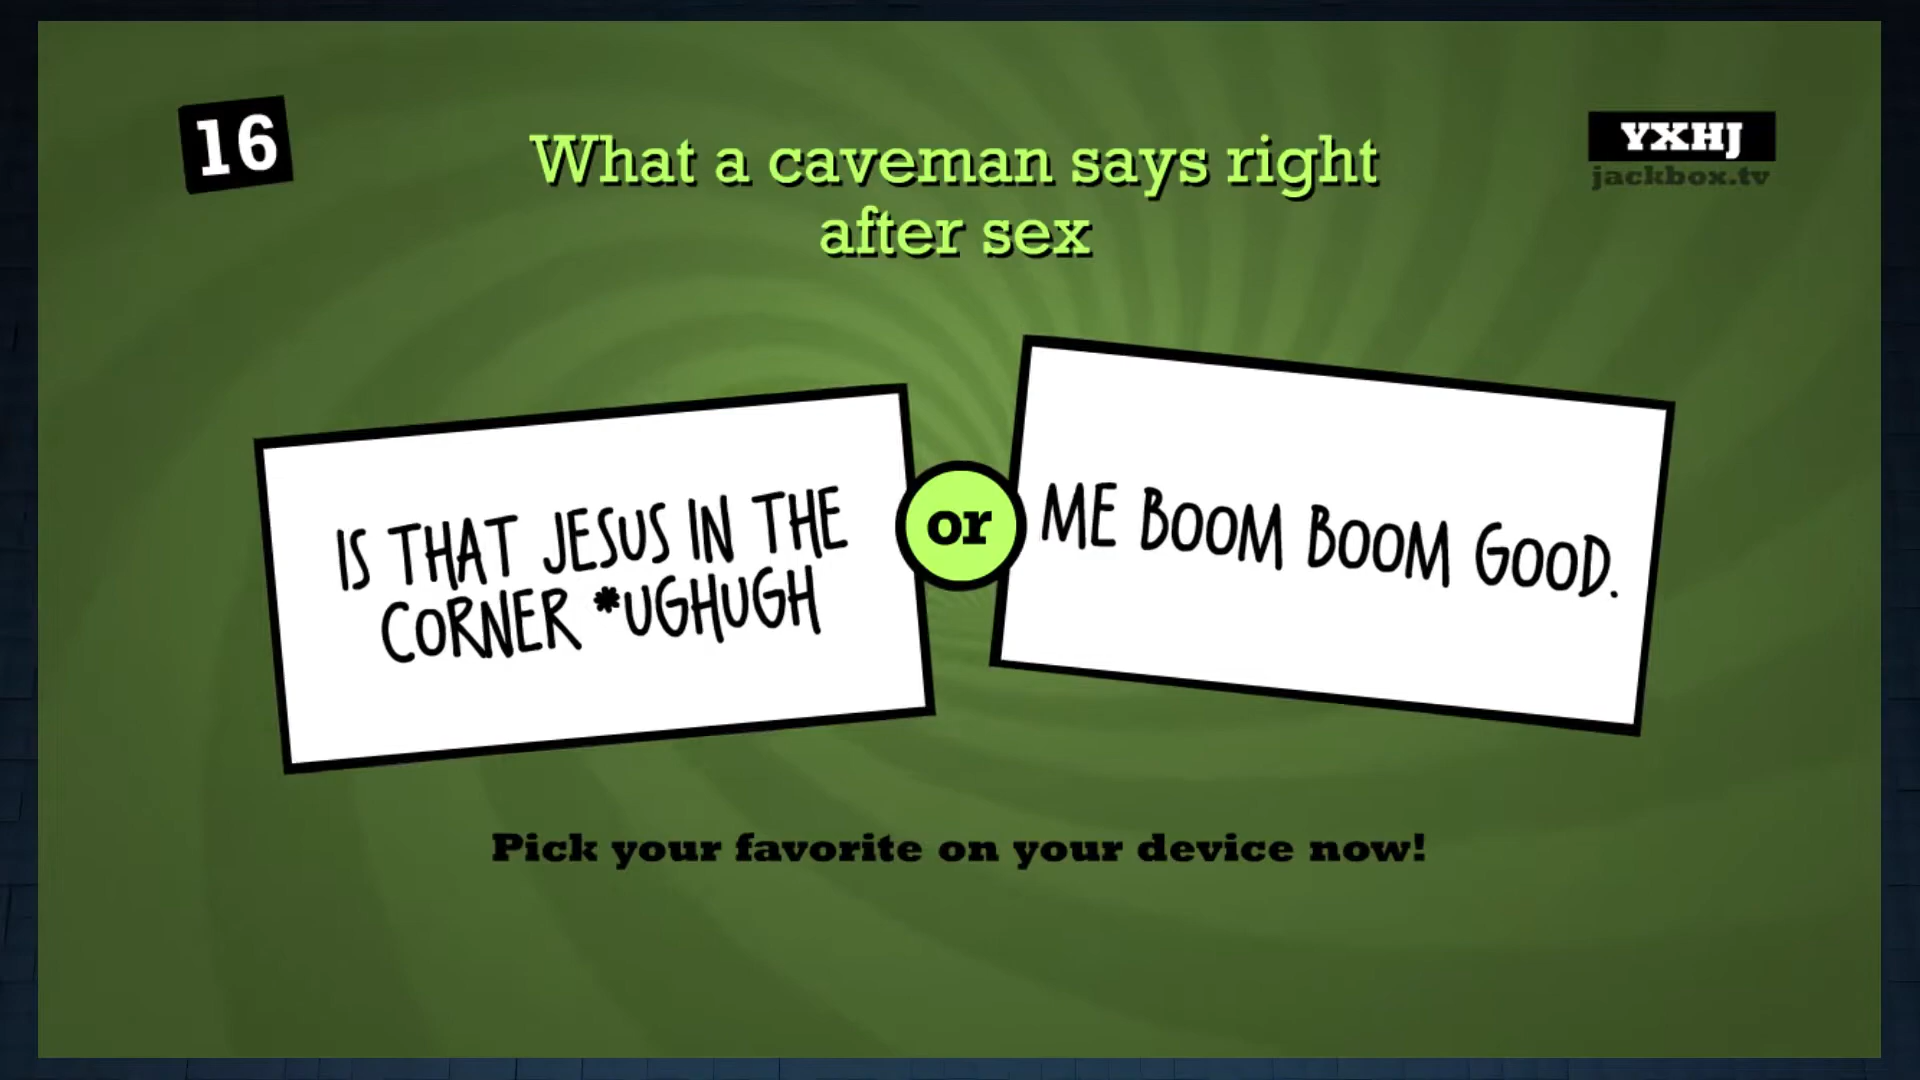 16
What a caveman says right
after sex
YXHJ
jackbox.tv
IS THAT JESUS IN THE
CORNER *UGHUGH
or
ME BOOM BOOM GOOD.
Pick your favorite on your device now!